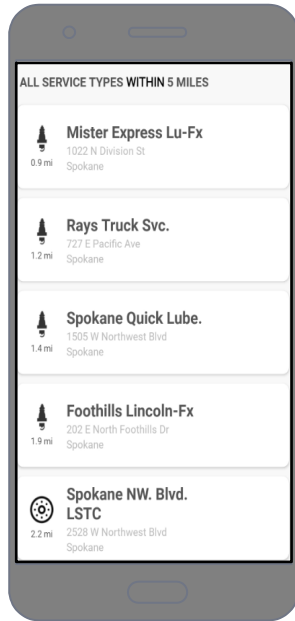 ALL SERVICE TYPES WITHIN 5 MILES
Mister Express Lu-Fx
1022 N Division St
0.9 mi
Spokane
Rays Truck Svc.
727 E Pacific Ave
1.2 mi
Spokane
Spokane Quick Lube.
1505 W Northwest Blvd
1.4 mi
Spokane
Foothills Lincoln-Fx
202 E North Foothills Dr
1.9 mi
Spokane
Spokane NW. Blvd.
LSTC
2.2 mi
2528 W Northwest Blvd
Spokane